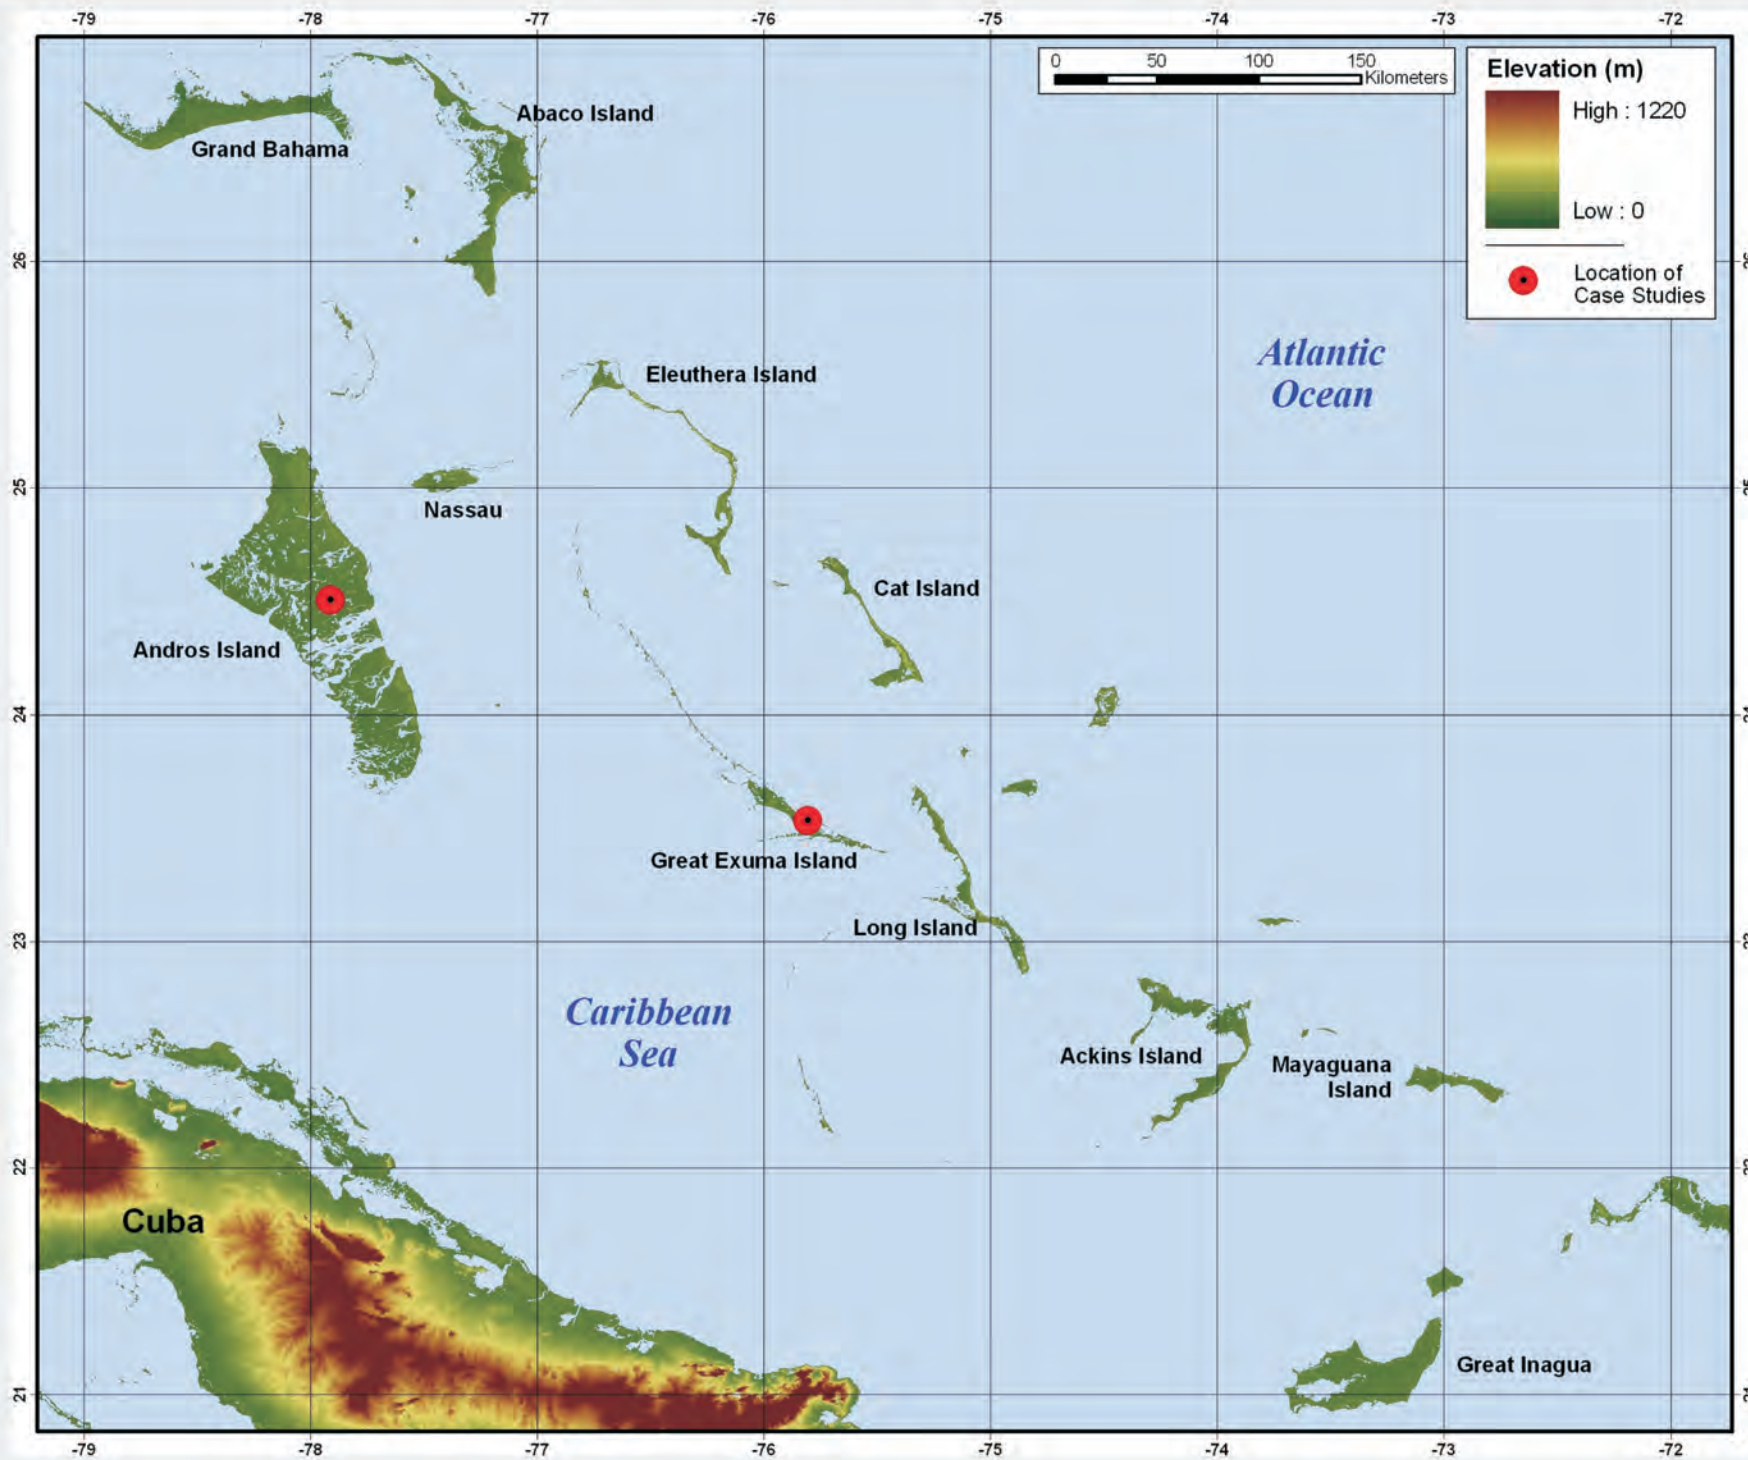 -79 -78 -77 -76 -75 -74 -73 -72
0 50 100 150
Kilometers
Elevation (m)
High : 1220
Low : 0
Location of
Case Studies
Abaco Island
Grand Bahama
26
Atlantic
Ocean
Eleuthera Island
25
Nassau
Cat Island
Andros Island
24
Great Exuma Island
Long Island
23
Caribbean
Sea
Ackins Island
Mayaguana
Island
22
Cuba
Great Inagua
21
-79 -78 -77 -76 -75 -74 -73 -72